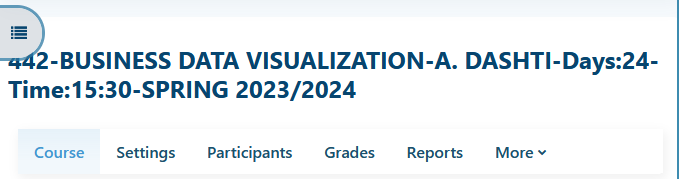 442-BUSINESS DATA VISUALIZATION-A. DASHTI-Days:24-
Time:15:30-SPRING 2023/2024
Course Settings Participants Grades Reports More